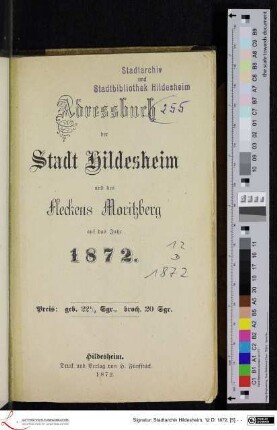 Stadtarchiv
und
Stadtbibliothek Hildesheim
Adressbuch
255
der
Stadt Hildesheim
und des
Fleckens Moritzberg
auf das Jahr
1872.
12
D
1872
Preis: geb. 22½ Sgr., broch. 20 Sgr.
Hildesheim.
Druck und Verlag von
1872.
Signatur: Stadtarchiv Hildesheim, 12 D 1872, [1] -